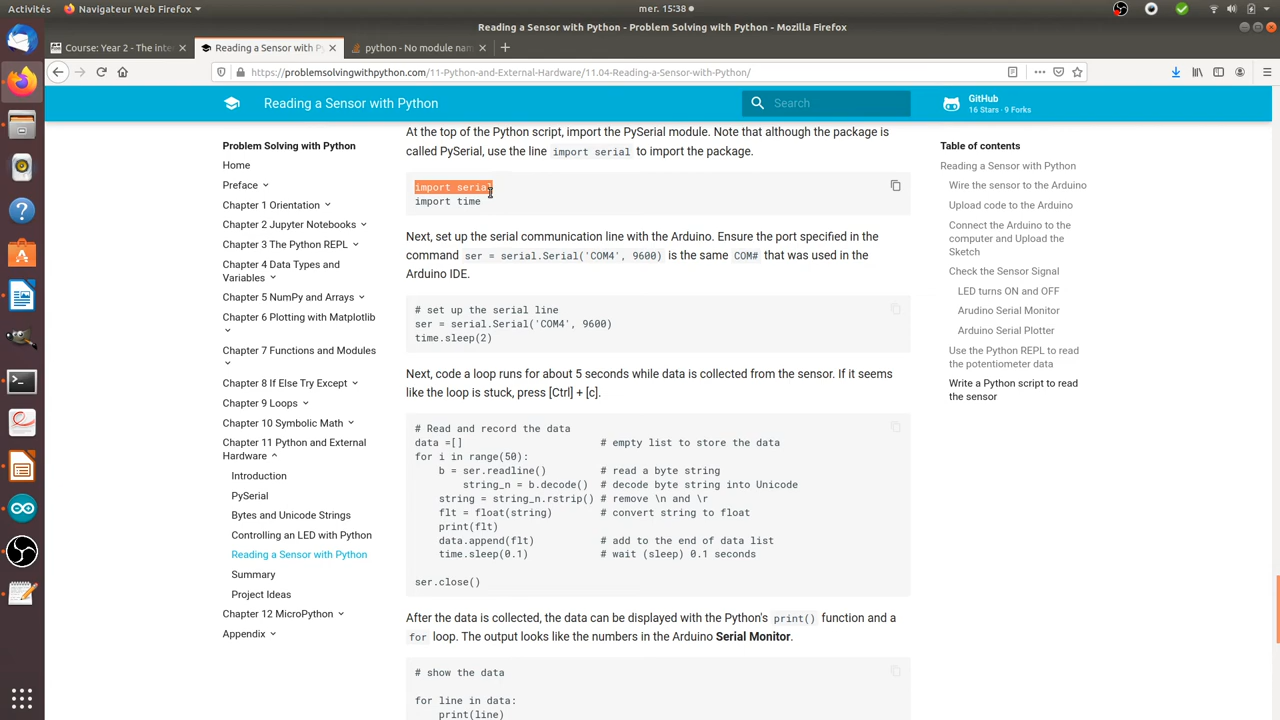 Activités
Navigateur Web Firefox
mer. 15:38
Reading a Sensor with Python - Problem Solving with Python - Mozilla Firefox
Course: Year 2 - The inte
Reading a Sensor with Py
python - No module nam
https://problemsolvingwithpython.com/11-Python-and-External-Hardware/11.04-Reading-a-Sensor-with-Python/
Reading a Sensor with Python
Search
GitHub
16 Stars · 9 Forks
Problem Solving with Python
Home
Preface
Chapter 1 Orientation
Chapter 2 Jupyter Notebooks
Chapter 3 The Python REPL
Chapter 4 Data Types and
Variables
Chapter 5 NumPy and Arrays
Chapter 6 Plotting with Matplotlib
Chapter 7 Functions and Modules
Chapter 8 If Else Try Except
Chapter 9 Loops
Chapter 10 Symbolic Math
Chapter 11 Python and External
Hardware
Introduction
PySerial
Bytes and Unicode Strings
Controlling an LED with Python
Reading a Sensor with Python
Summary
Project Ideas
Chapter 12 MicroPython
Appendix
At the top of the Python script, import the PySerial module. Note that although the package is
called PySerial, use the line import serial to import the package.
import serial
import time
Next, set up the serial communication line with the Arduino. Ensure the port specified in the
command ser = serial.Serial('COM4', 9600) is the same COM# that was used in the
Arduino IDE.
# set up the serial line
ser = serial.Serial('COM4', 9600)
time.sleep(2)
Next, code a loop runs for about 5 seconds while data is collected from the sensor. If it seems
like the loop is stuck, press [Ctrl] + [c].
# Read and record the data
data =[] # empty list to store the data
for i in range(50):
b = ser.readline() # read a byte string
string_n = b.decode() # decode byte string into Unicode
string = string_n.rstrip() # remove \n and \r
flt = float(string) # convert string to float
print(flt)
data.append(flt) # add to the end of data list
time.sleep(0.1) # wait (sleep) 0.1 seconds
ser.close()
After the data is collected, the data can be displayed with the Python's print() function and a
for loop. The output looks like the numbers in the Arduino Serial Monitor.
# show the data
for line in data:
print(line)
Table of contents
Reading a Sensor with Python
Wire the sensor to the Arduino
Upload code to the Arduino
Connect the Arduino to the
computer and Upload the
Sketch
Check the Sensor Signal
LED turns ON and OFF
Arudino Serial Monitor
Arduino Serial Plotter
Use the Python REPL to read
the potentiometer data
Write a Python script to read
the sensor